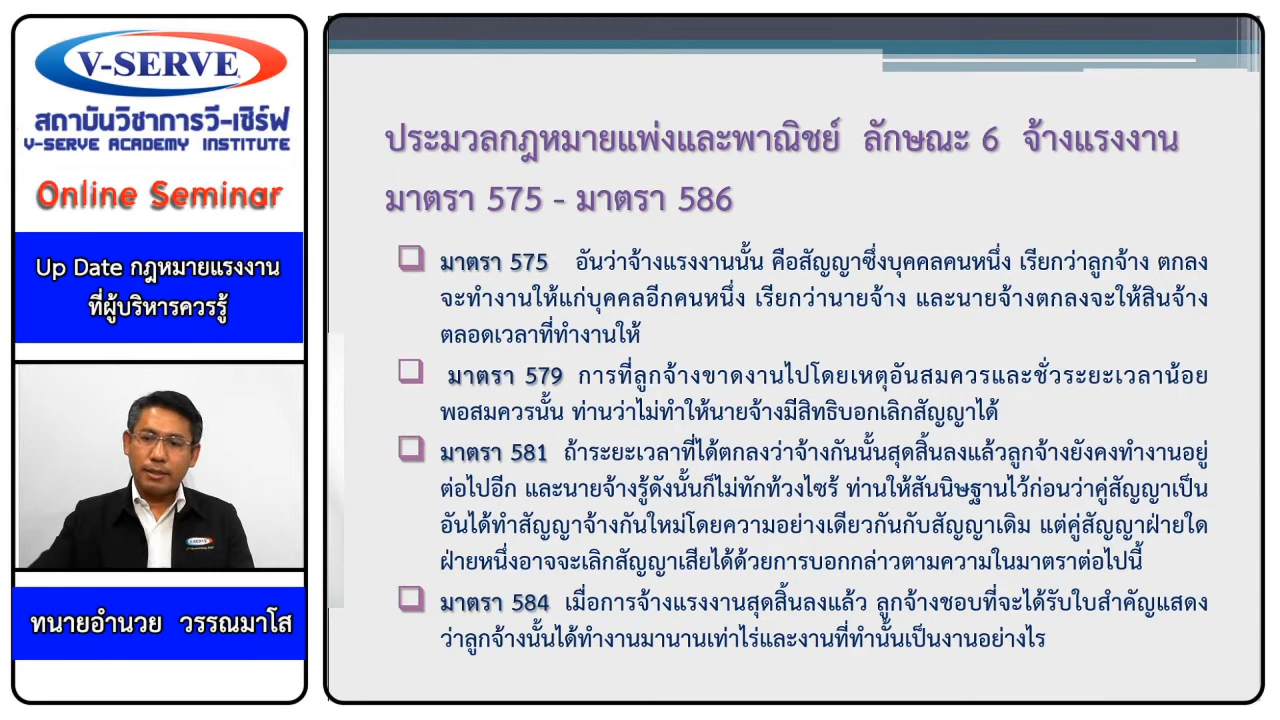 V-SERVE
สถาบันวิชาการวี-เซิร์ฟ
V-SERVE ACADEMY INSTITUTE
Online Seminar
Up Date กฎหมายแรงงาน
ที่ผู้บริหารควรรู้
V-SERVE
ทนายอำนวย วรรณมาโส
ประมวลกฎหมายแพ่งและพาณิชย์ ลักษณะ 6 จ้างแรงงาน
มาตรา 575 - มาตรา 586
มาตรา 575 อันว่าจ้างแรงงานนั้น คือสัญญาซึ่งบุคคลคนหนึ่ง เรียกว่าลูกจ้าง ตกลง
จะทำงานให้แก่บุคคลอีกคนหนึ่ง เรียกว่านายจ้าง และนายจ้างตกลงจะให้สินจ้าง
ตลอดเวลาที่ทำงานให้
มาตรา 579 การที่ลูกจ้างขาดงานไปโดยเหตุอันสมควรและชั่วระยะเวลาน้อย
พอสมควรนั้น ท่านว่าไม่ทำให้นายจ้างมีสิทธิบอกเลิกสัญญาได้
มาตรา 581 ถ้าระยะเวลาที่ได้ตกลงว่าจ้างกันนั้นสุดสิ้นลงแล้วลูกจ้างยังคงทำงานอยู่
ต่อไปอีก และนายจ้างรู้ดังนั้นก็ไม่ทักท้วงไซร้ ท่านให้สันนิษฐานไว้ก่อนว่าคู่สัญญาเป็น
อันได้ทำสัญญาจ้างกันใหม่โดยความอย่างเดียวกันกับสัญญาเดิม แต่คู่สัญญาฝ่ายใด
ฝ่ายหนึ่งอาจจะเลิกสัญญาเสียได้ด้วยการบอกกล่าวตามความในมาตราต่อไปนี้
มาตรา 584 เมื่อการจ้างแรงงานสุดสิ้นลงแล้ว ลูกจ้างชอบที่จะได้รับใบสำคัญแสดง
ว่าลูกจ้างนั้นได้ทำงานมานานเท่าไร่และงานที่ทำนั้นเป็นงานอย่างไร